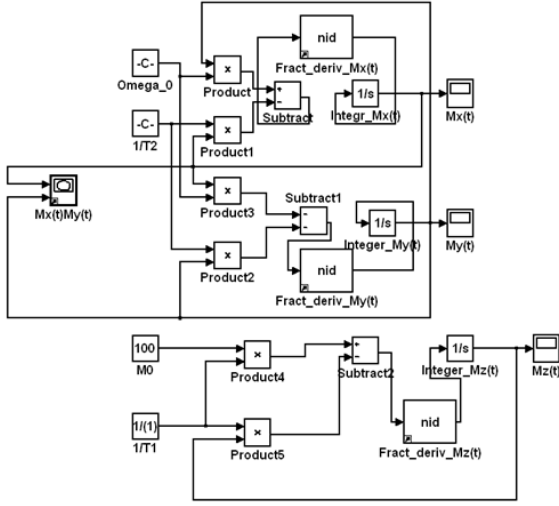 -C-
Omega_0
×
Product
+
−
Subtract
nid
Fract_deriv_Mx(t)
1/s
Integr_Mx(t)
Mx(t)
-C-
1/T2
×
Product1
Mx(t)My(t)
×
Product3
Subtract1
−
−
1/s
Integer_My(t)
My(t)
×
Product2
nid
Fract_deriv_My(t)
100
M0
×
Product4
+
−
Subtract2
1/s
Integer_Mz(t)
Mz(t)
1/(1)
1/T1
×
Product5
nid
Fract_deriv_Mz(t)